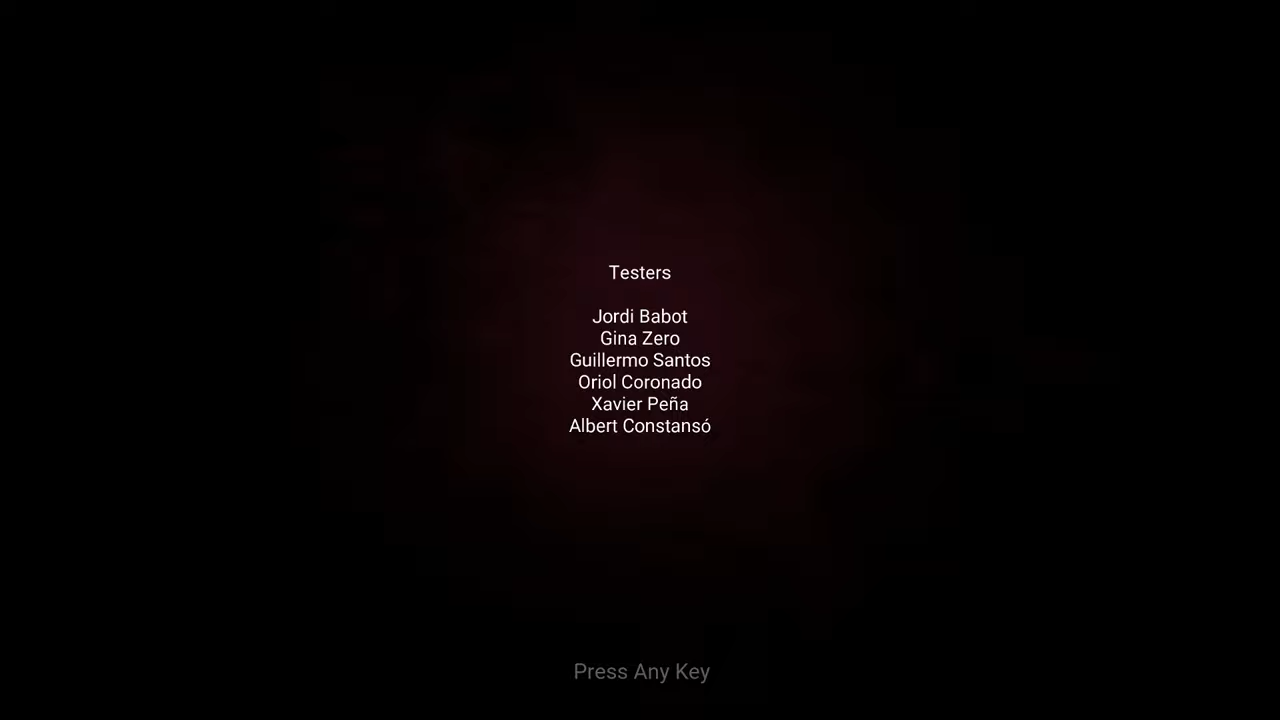 Testers
Jordi Babot
Gina Zero
Guillermo Santos
Oriol Coronado
Xavier Peña
Albert Constansó
Press Any Key